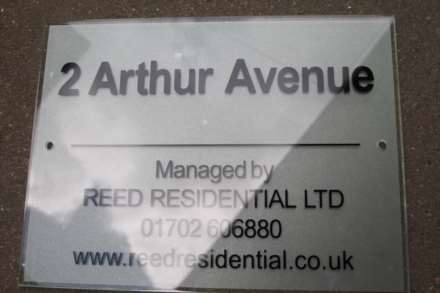 2 Arthur Avenue
Managed by
REED RESIDENTIAL LTD
01702 606880
www.reedresidential.co.uk